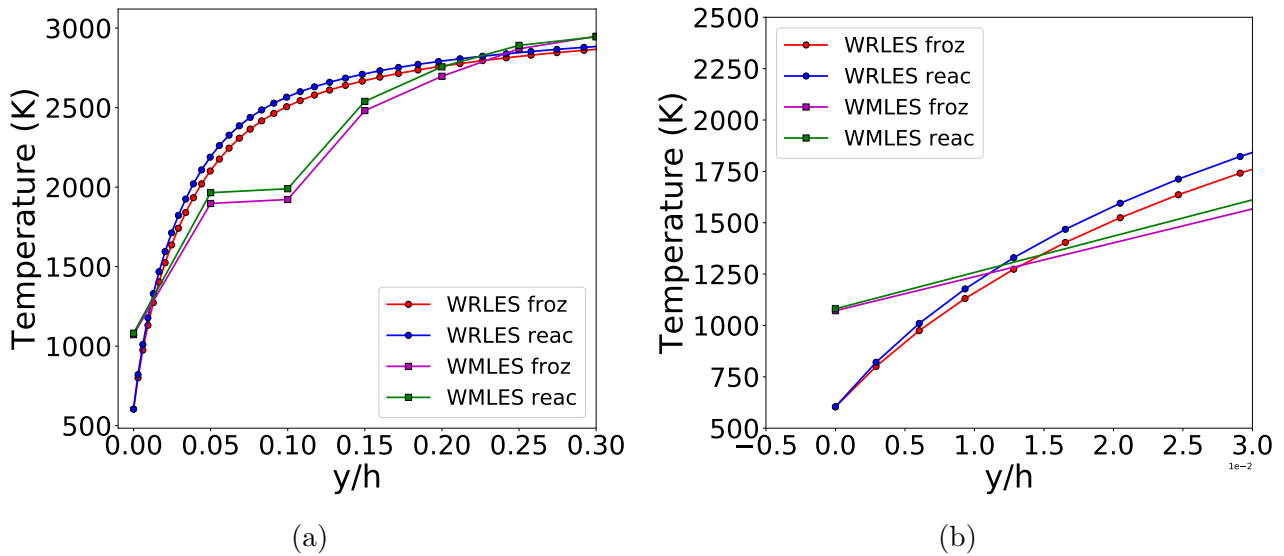 3000
2500
2000
1500
1000
500
Temperature (K)
0.00 0.05 0.10 0.15 0.20 0.25 0.30
y/h
WRLES froz
WRLES reac
WMLES froz
WMLES reac
(a)
2500
2250
2000
1750
1500
1250
1000
750
500
Temperature (K)
−0.5 0.0 0.5 1.0 1.5 2.0 2.5 3.0
1e−2
y/h
WRLES froz
WRLES reac
WMLES froz
WMLES reac
(b)